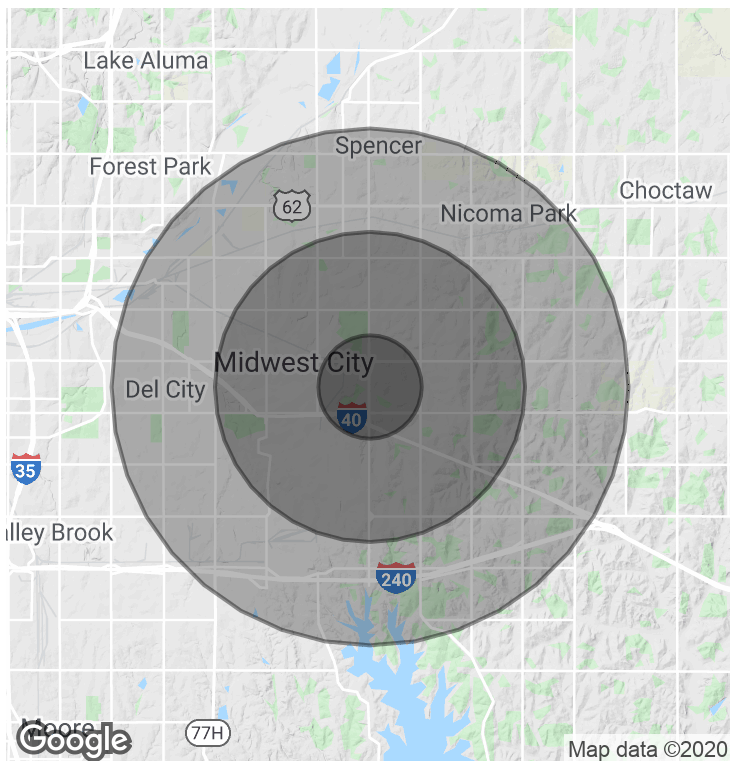 Lake Aluma
Spencer
Forest Park
Choctaw
62
Nicoma Park
Midwest City
Del City
40
35
alley Brook
240
Moore
77H
Google
Map data ©2020